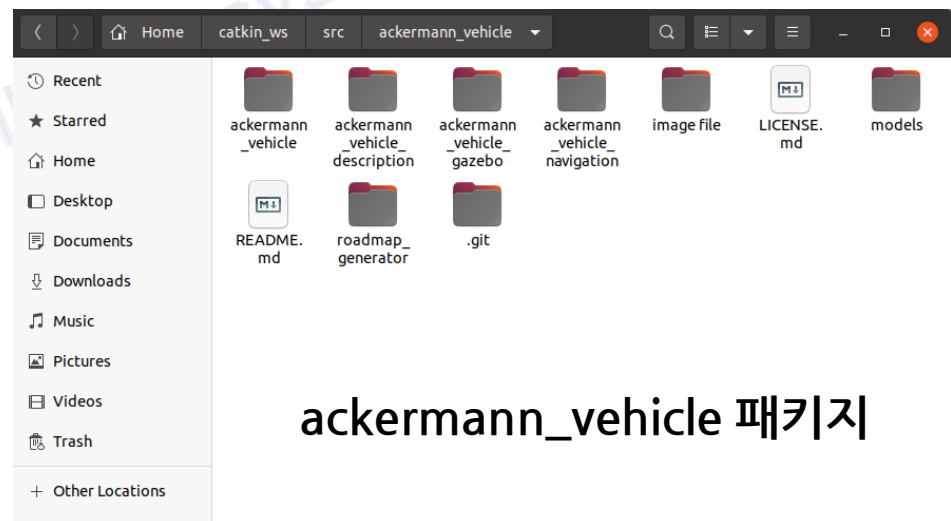 Home catkin_ws src ackermann_vehicle
Recent
Starred
Home
Desktop
Documents
Downloads
Music
Pictures
Videos
Trash
Other Locations
ackermann
_vehicle
ackermann
_vehicle_
description
ackermann
_vehicle_
gazebo
ackermann
_vehicle_
navigation
image file
LICENSE.
md
models
README.
md
roadmap_
generator
.git
ackermann_vehicle 패키지